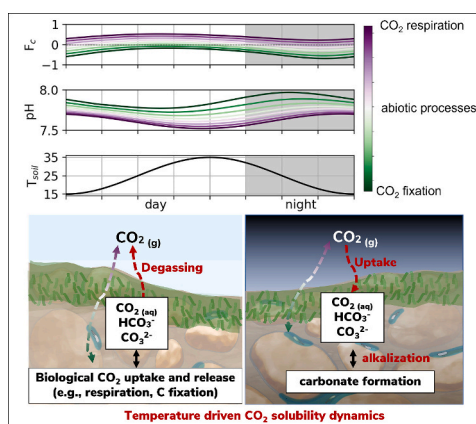 CO₂ respiration
abiotic processes
CO₂ fixation
F_c
1
0
−1
pH
8.0
7.5
T_soil
35
25
15
day
night
CO₂ (g)
Degassing
CO₂ (aq)
HCO₃⁻
CO₃²⁻
Biological CO₂ uptake and release
(e.g., respiration, C fixation)
CO₂ (g)
Uptake
CO₂ (aq)
HCO₃⁻
CO₃²⁻
alkalization
carbonate formation
Temperature driven CO₂ solubility dynamics